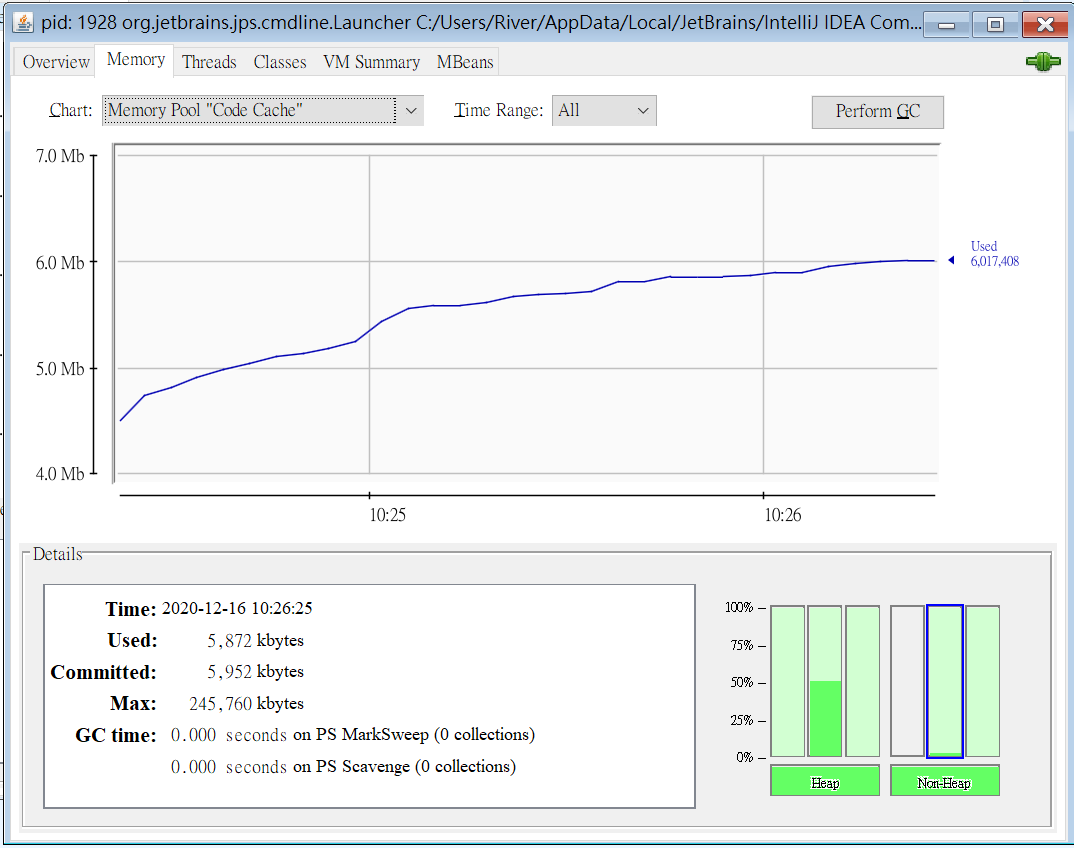 pid: 1928 org.jetbrains.jps.cmdline.Launcher C:/Users/River/AppData/Local/JetBrains/IntelliJ IDEA Com...
Overview Memory Threads Classes VM Summary MBeans
Chart: Memory Pool "Code Cache" Time Range: All Perform GC
7.0 Mb
6.0 Mb
5.0 Mb
4.0 Mb
Used
6,017,408
10:25 10:26
Details
Time: 2020-12-16 10:26:25
Used: 5,872 kbytes
Committed: 5,952 kbytes
Max: 245,760 kbytes
GC time: 0.000 seconds on PS MarkSweep (0 collections)
0.000 seconds on PS Scavenge (0 collections)
100%
75%
50%
25%
0%
Heap Non-Heap